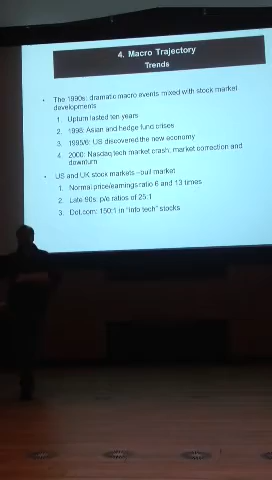 4. Macro Trajectory
Trends
• The 1990s: dramatic macro events mixed with stock market
developments
1. Upturn lasted ten years
2. 1998: Asian and hedge fund crises
3. 1995/6: US discovered the new economy
4. 2000: Nasdaq tech market crash; market correction and
downturn
• US and UK stock markets–bull market
1. Normal price/earnings ratio 6 and 13 times
2. Late 90s: p/e ratios of 25:1
3. Dot.com: 150:1 in "info tech" stocks